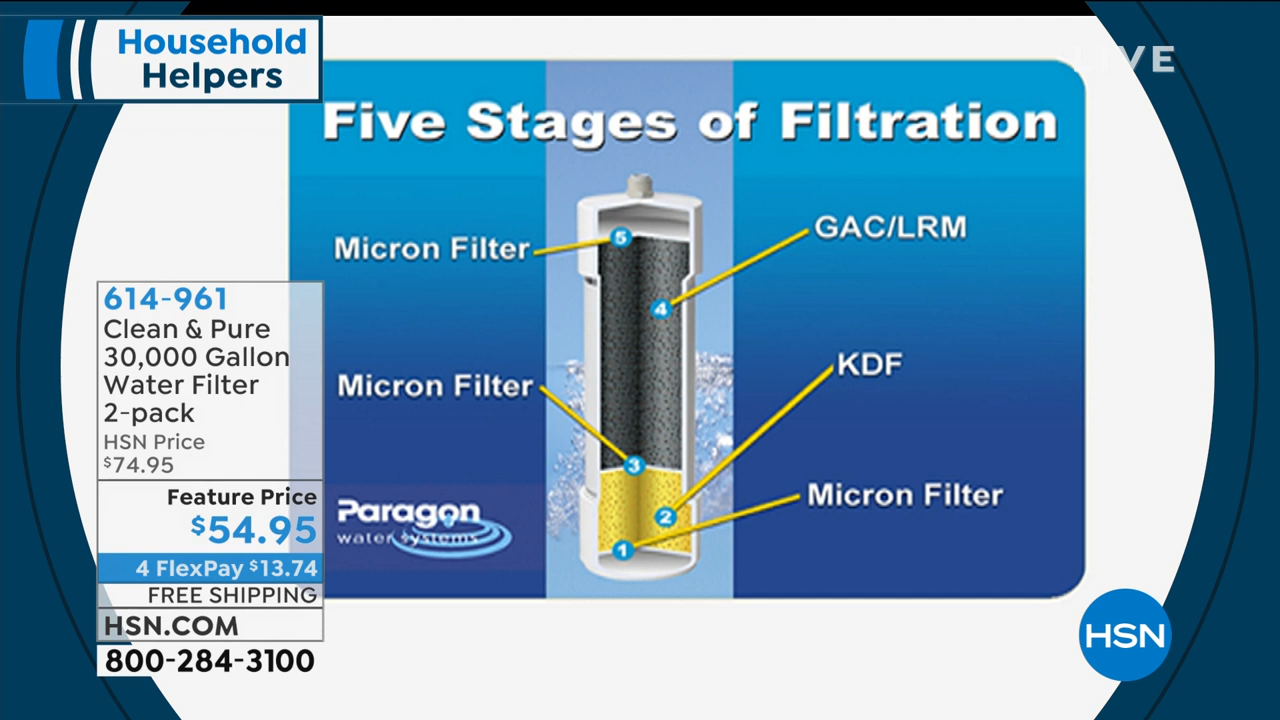 Household
Helpers
LIVE
Five Stages of Filtration
Micron Filter
5
GAC/LRM
4
Micron Filter
3
KDF
2
Micron Filter
1
Paragon
water systems
614-961
Clean & Pure
30,000 Gallon
Water Filter
2-pack
HSN Price
$74.95
Feature Price
$54.95
4 FlexPay $13.74
FREE SHIPPING
HSN.COM
800-284-3100
HSN